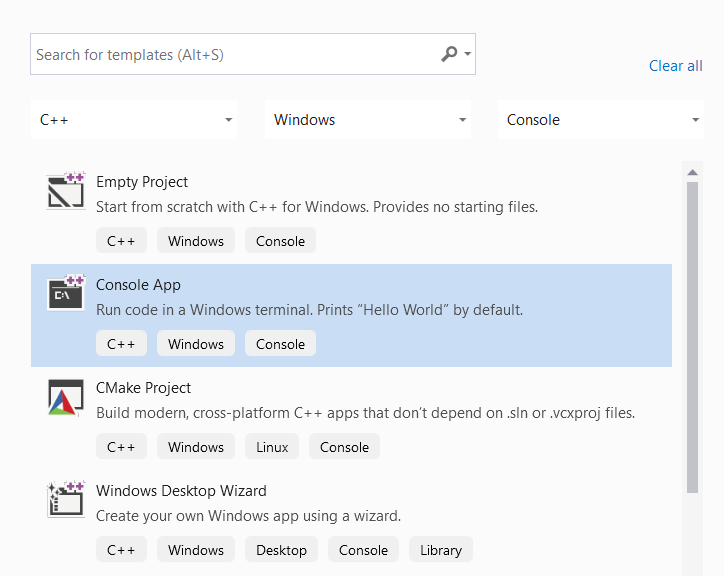 Search for templates (Alt+S)
Clear all
C++ Windows Console
Empty Project
Start from scratch with C++ for Windows. Provides no starting files.
C++ Windows Console
Console App
C:\
Run code in a Windows terminal. Prints “Hello World” by default.
C++ Windows Console
CMake Project
Build modern, cross-platform C++ apps that don’t depend on .sln or .vcxproj files.
C++ Windows Linux Console
Windows Desktop Wizard
Create your own Windows app using a wizard.
C++ Windows Desktop Console Library